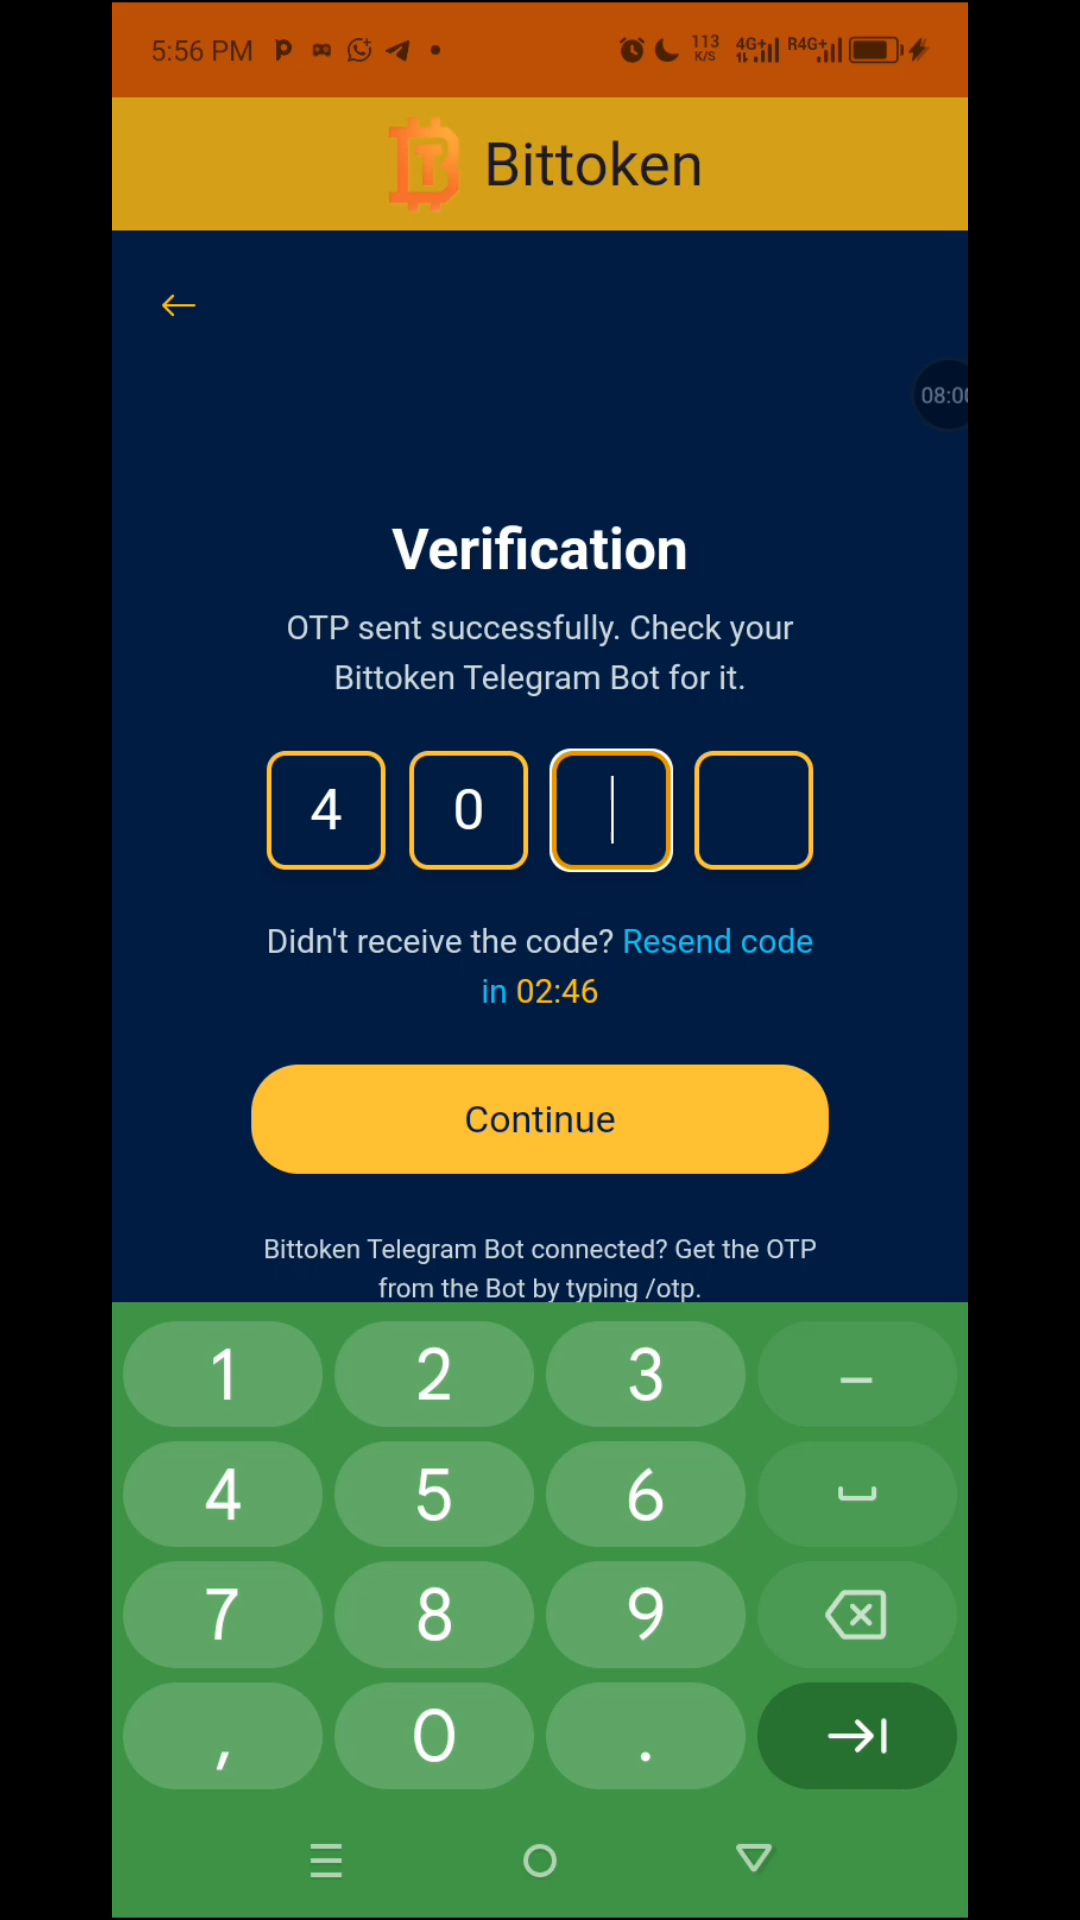 5:56 PM
113
K/S
4G+
R4G+
Bittoken
08:00
Verification
OTP sent successfully. Check your
Bittoken Telegram Bot for it.
4 0
Didn't receive the code? Resend code
in 02:46
Continue
Bittoken Telegram Bot connected? Get the OTP
from the Bot by typing /otp.
1 2 3 –
4 5 6
7 8 9
, 0 .